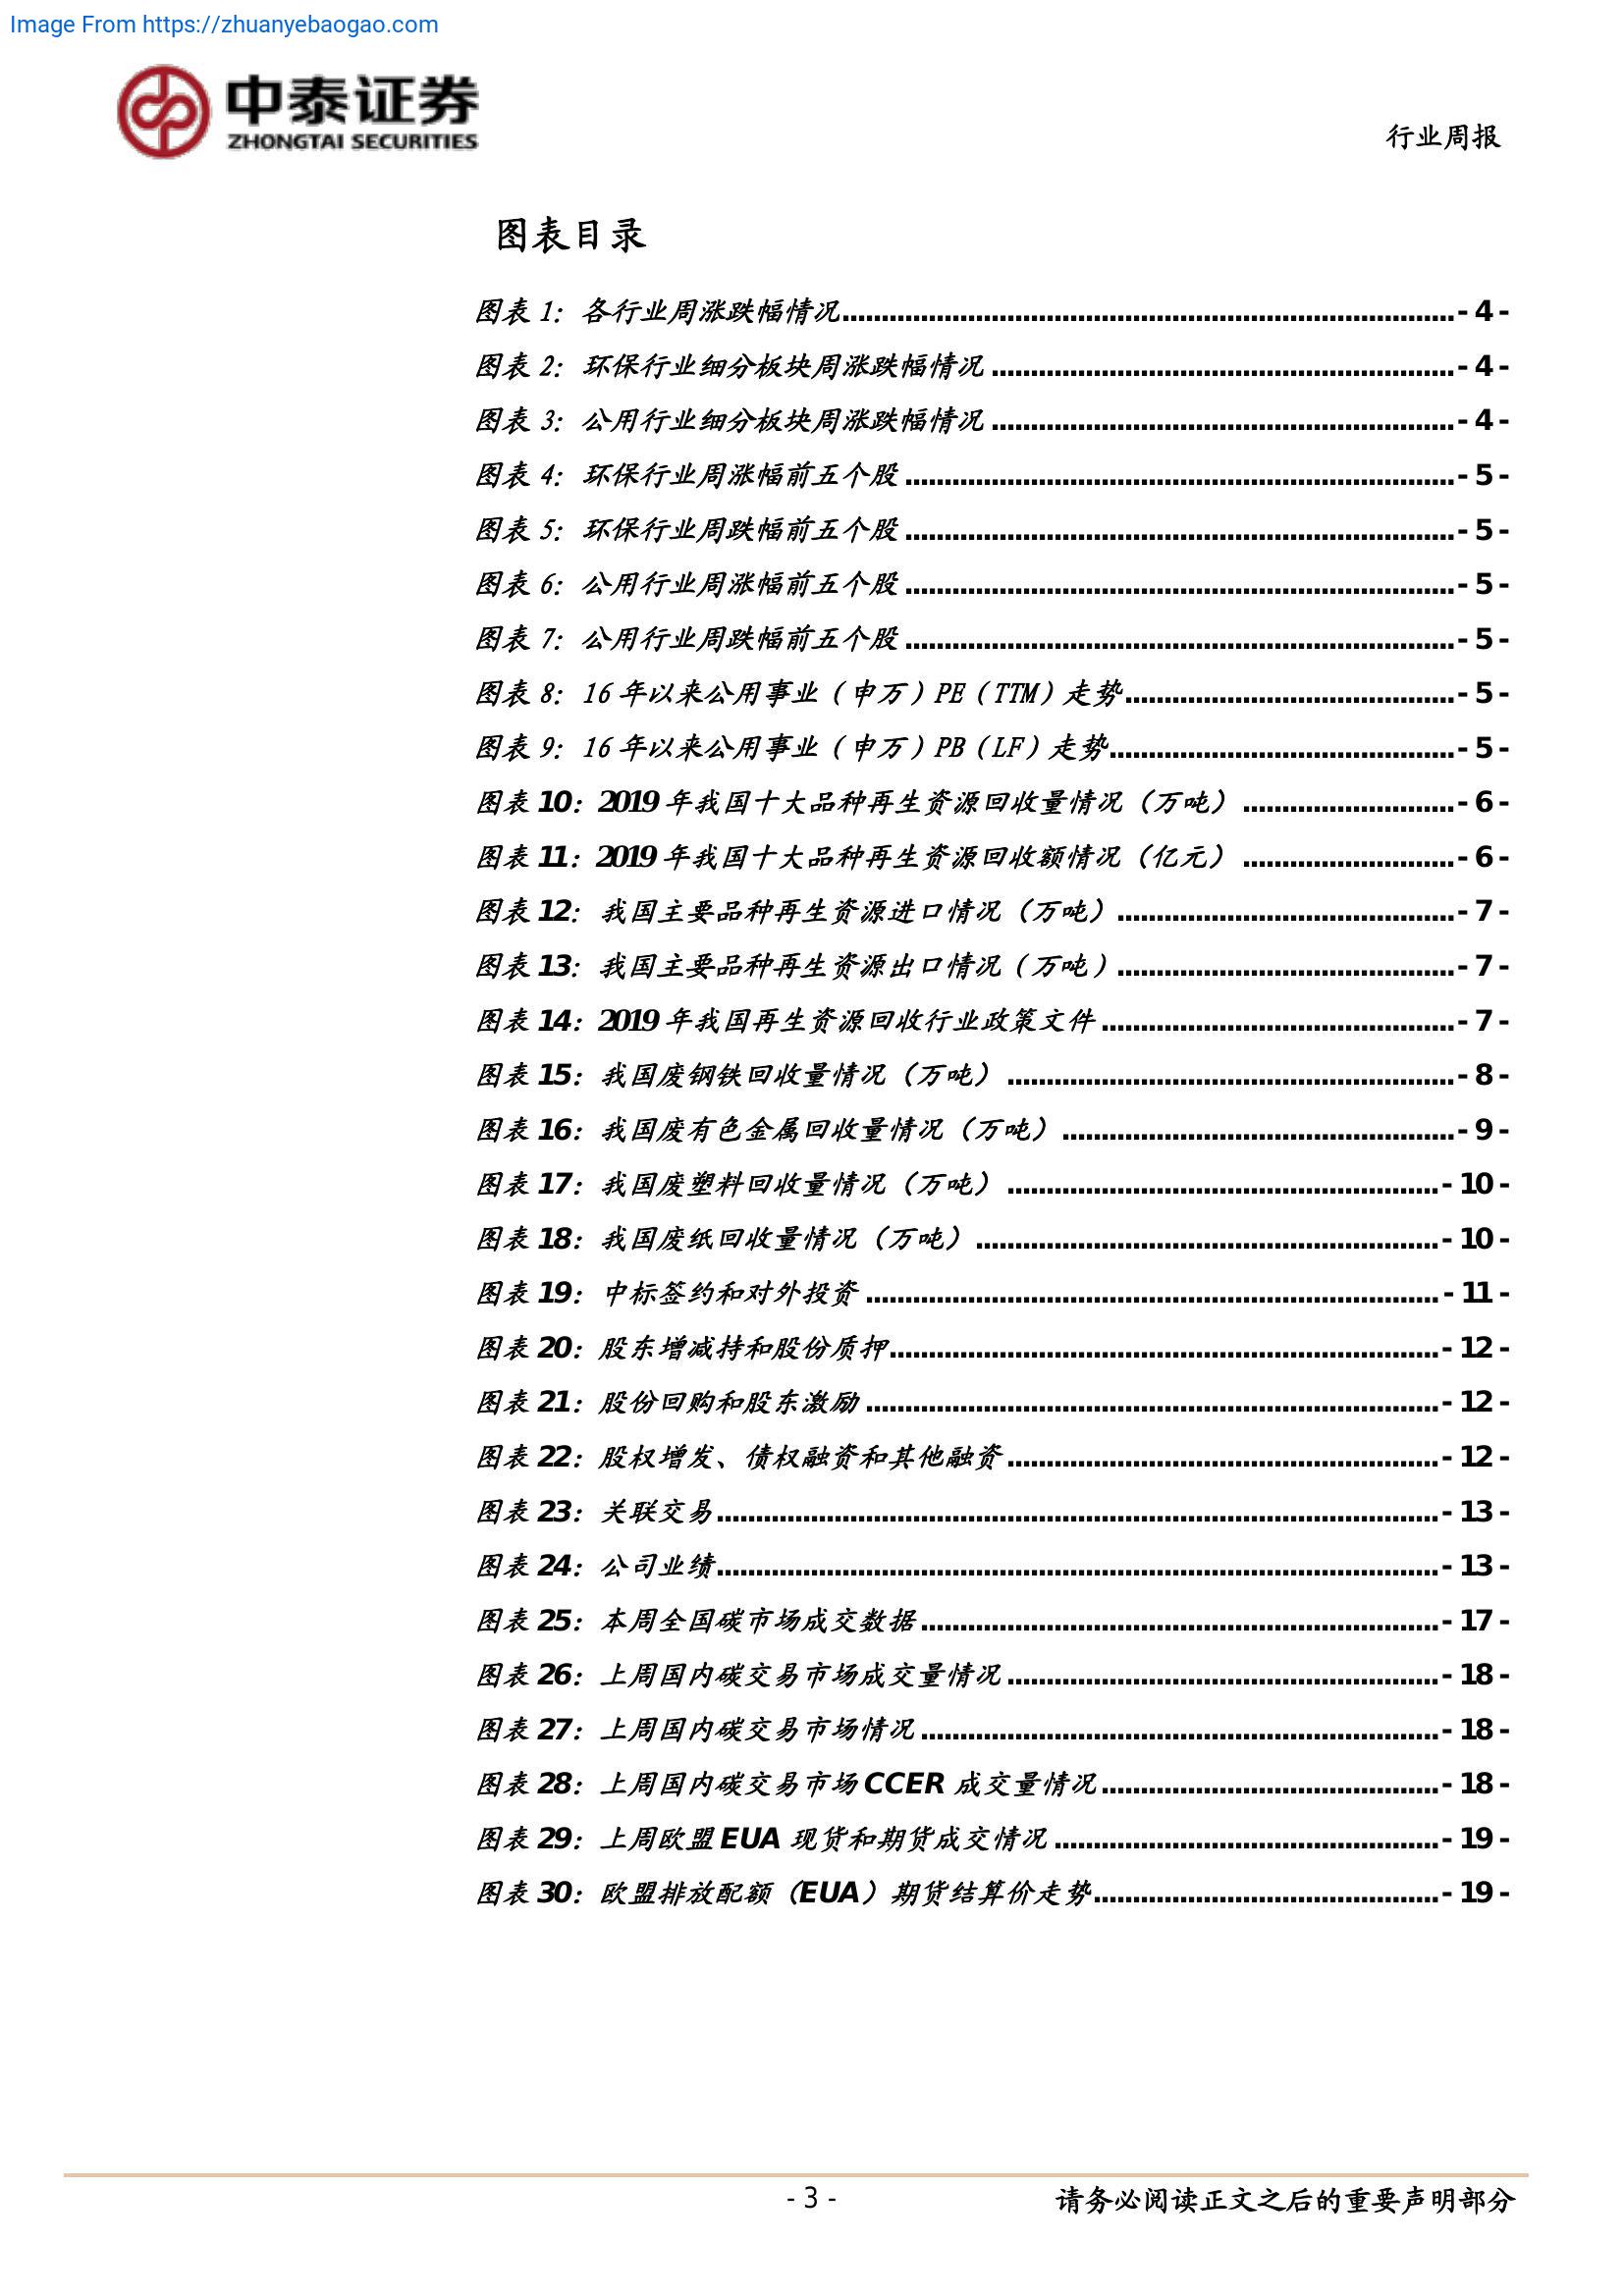 Image From https://zhuanyebaogao.com
中泰证券
ZHONGTAI SECURITIES
行业周报
图表目录
图表 1：各行业周涨跌幅情况............................................................................- 4 -
图表 2：环保行业细分板块周涨跌幅情况..........................................................- 4 -
图表 3：公用行业细分板块周涨跌幅情况..........................................................- 4 -
图表 4：环保行业周涨幅前五个股.....................................................................- 5 -
图表 5：环保行业周跌幅前五个股.....................................................................- 5 -
图表 6：公用行业周涨幅前五个股.....................................................................- 5 -
图表 7：公用行业周跌幅前五个股.....................................................................- 5 -
图表 8：16 年以来公用事业（申万）PE（TTM）走势.........................................- 5 -
图表 9：16 年以来公用事业（申万）PB（LF）走势...........................................- 5 -
图表 10：2019 年我国十大品种再生资源回收量情况（万吨）...........................- 6 -
图表 11：2019 年我国十大品种再生资源回收额情况（亿元）...........................- 6 -
图表 12：我国主要品种再生资源进口情况（万吨）..........................................- 7 -
图表 13：我国主要品种再生资源出口情况（万吨）..........................................- 7 -
图表 14：2019 年我国再生资源回收行业政策文件............................................- 7 -
图表 15：我国废钢铁回收量情况（万吨）........................................................- 8 -
图表 16：我国废有色金属回收量情况（万吨）.................................................- 9 -
图表 17：我国废塑料回收量情况（万吨）......................................................- 10 -
图表 18：我国废纸回收量情况（万吨）..........................................................- 10 -
图表 19：中标签约和对外投资........................................................................- 11 -
图表 20：股东增减持和股份质押.....................................................................- 12 -
图表 21：股份回购和股东激励........................................................................- 12 -
图表 22：股权增发、债权融资和其他融资......................................................- 12 -
图表 23：关联交易...........................................................................................- 13 -
图表 24：公司业绩...........................................................................................- 13 -
图表 25：本周全国碳市场成交数据.................................................................- 17 -
图表 26：上周国内碳交易市场成交量情况......................................................- 18 -
图表 27：上周国内碳交易市场情况.................................................................- 18 -
图表 28：上周国内碳交易市场 CCER 成交量情况..........................................- 18 -
图表 29：上周欧盟 EUA 现货和期货成交情况................................................- 19 -
图表 30：欧盟排放配额（EUA）期货结算价走势...........................................- 19 -
- 3 -
请务必阅读正文之后的重要声明部分